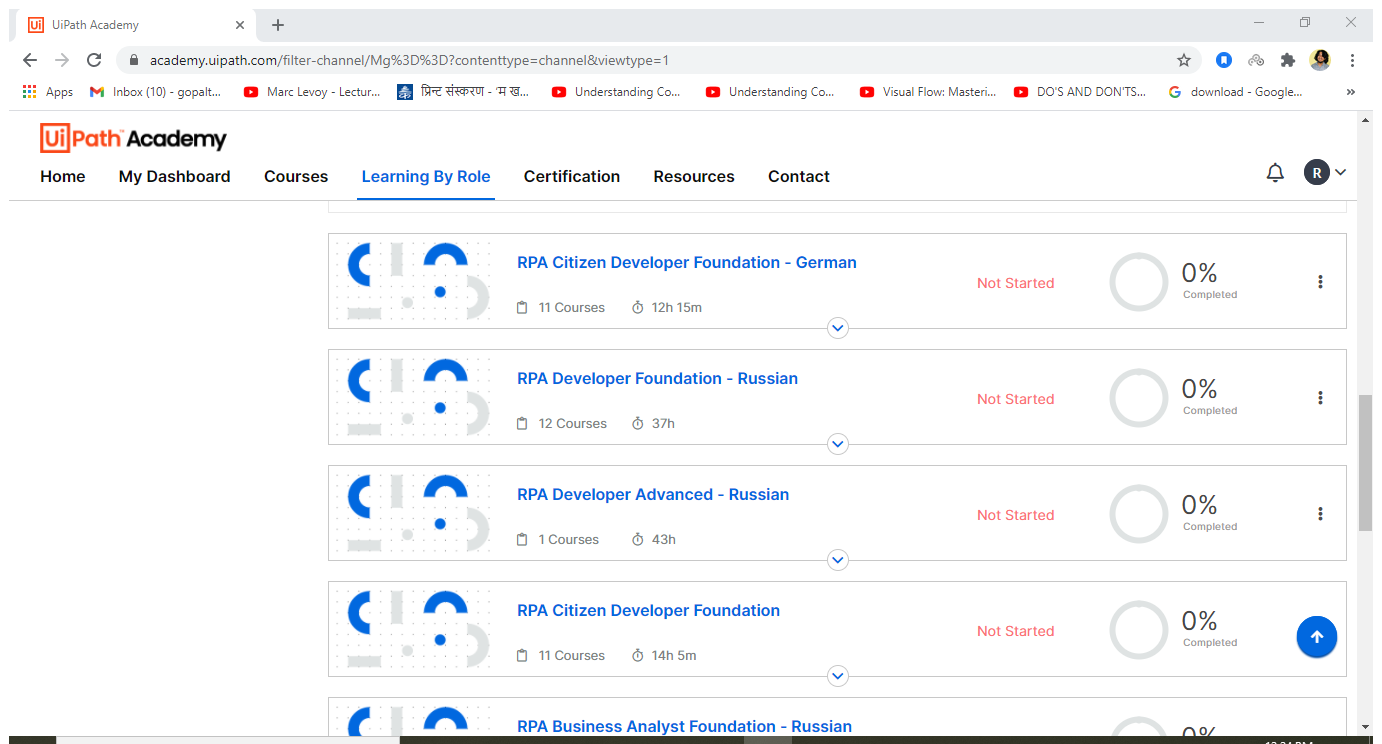 Ui UiPath Academy
academy.uipath.com/filter-channel/Mg%3D%3D?contenttype=channel&viewtype=1
Apps Inbox (10) - gopalt... Marc Levoy - Lectur... प्रिन्ट संस्करण - 'म ख... Understanding Co... Understanding Co... Visual Flow: Masteri... DO'S AND DON'TS... download - Google... »
UiPath™ Academy
Home My Dashboard Courses Learning By Role Certification Resources Contact R
RPA Citizen Developer Foundation - German
Not Started
0%
Completed
11 Courses 12h 15m
RPA Developer Foundation - Russian
Not Started
0%
Completed
12 Courses 37h
RPA Developer Advanced - Russian
Not Started
0%
Completed
1 Courses 43h
RPA Citizen Developer Foundation
Not Started
0%
Completed
11 Courses 14h 5m
RPA Business Analyst Foundation - Russian
0%